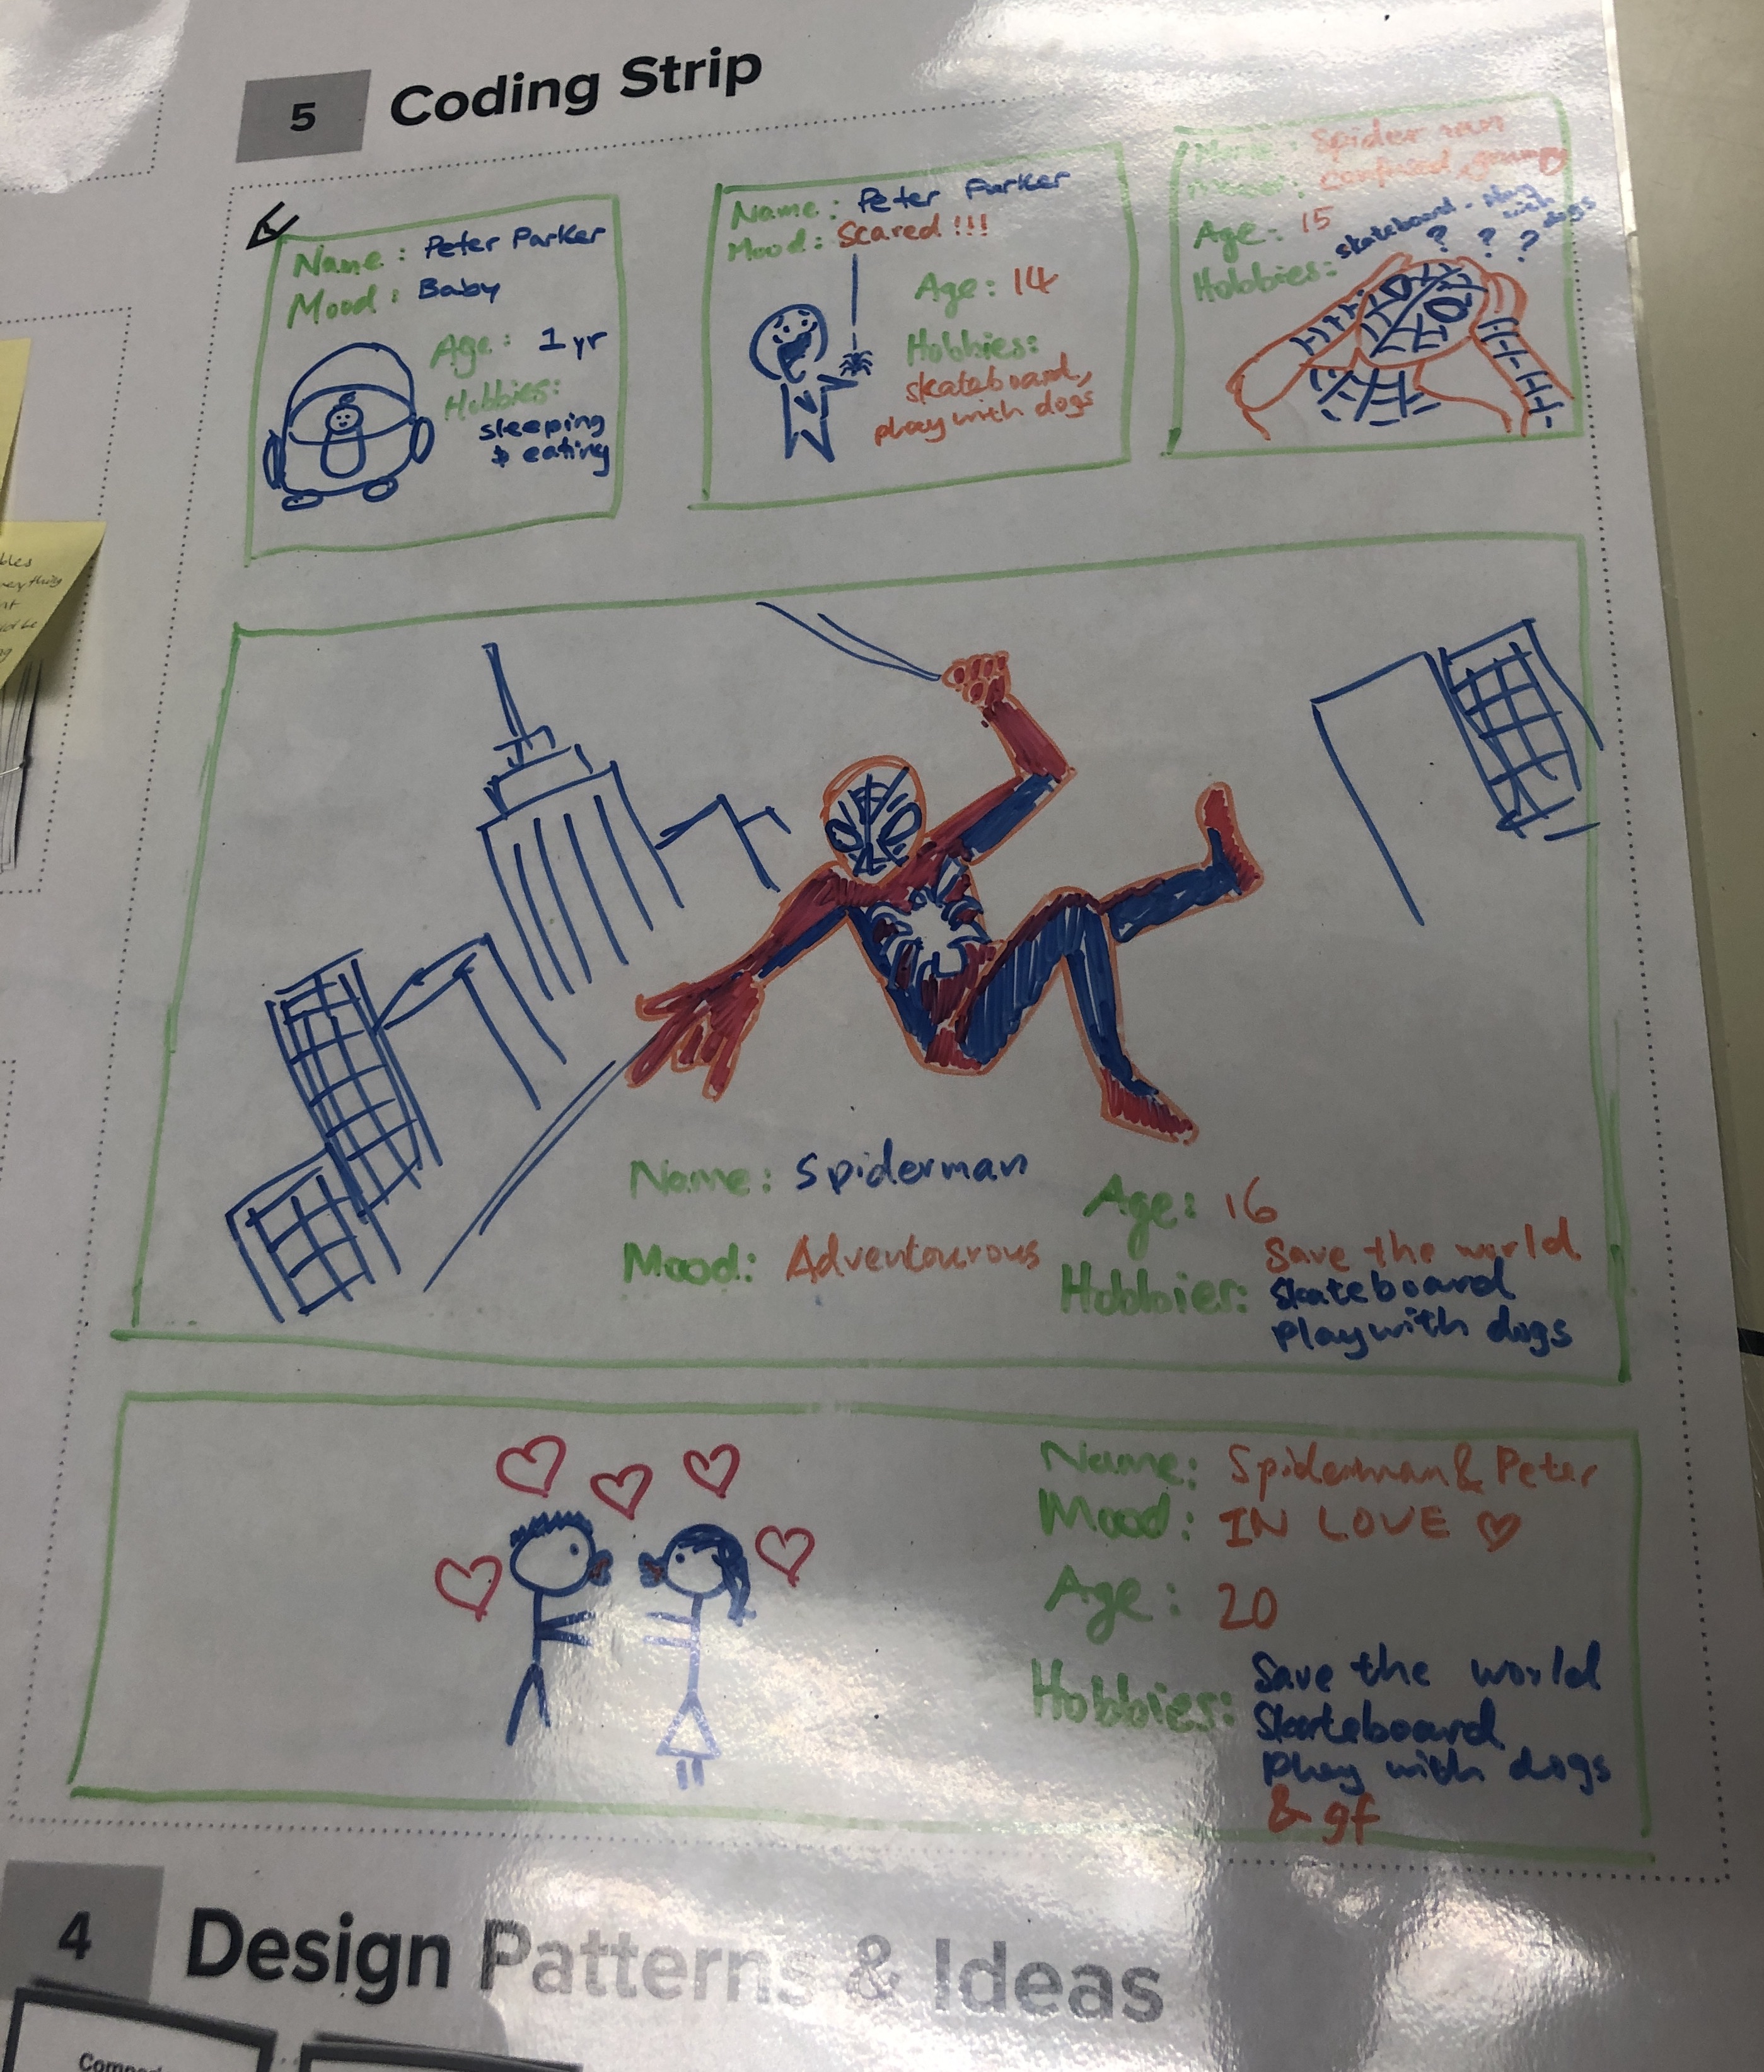 5 Coding Strip
Name: Peter Parker
Mood: Baby
Age: 1 yr
Hobbies:
sleeping
& eating
Name: Peter Parker
Mood: Scared!!!
Age: 14
Hobbies:
skateboard,
play with dogs
Name: Spider man
Mood: confused,
Age: 15
Hobbies: skateboard, play
with
dogs
? ? ?
Name: Spiderman
Mood: Adventourous
Age: 16
Hobbies: Save the world
Skateboard
Play with dogs
Name: Spiderman & Peter
Mood: IN LOVE ♡
Age: 20
Hobbies: Save the world
Skateboard
Play with dogs
& gf
4 Design Patterns & Ideas